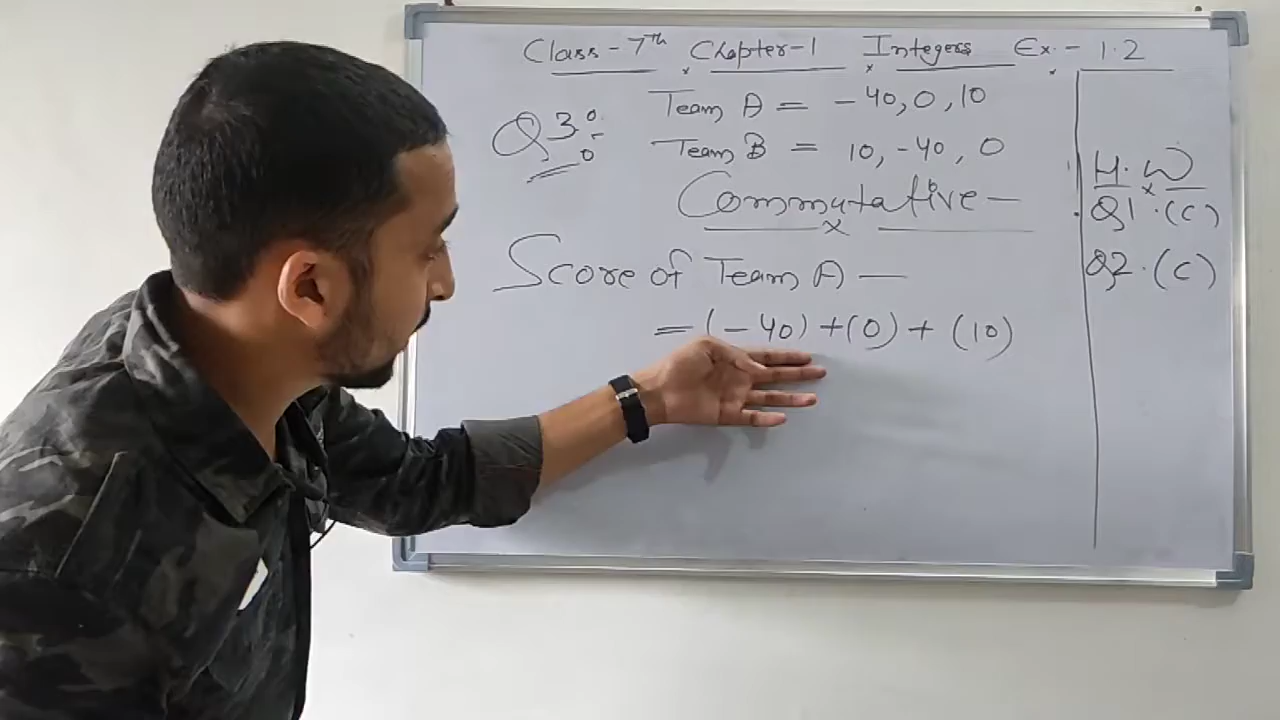 Class-7th Chapter-1 Integers Ex.- 1.2
Q3:
Team A = -40, 0, 10
Team B = 10, -40, 0
Commutative-
Score of Team A-
= (-40) + (0) + (10)
H.W
Q1.(C)
Q2.(C)